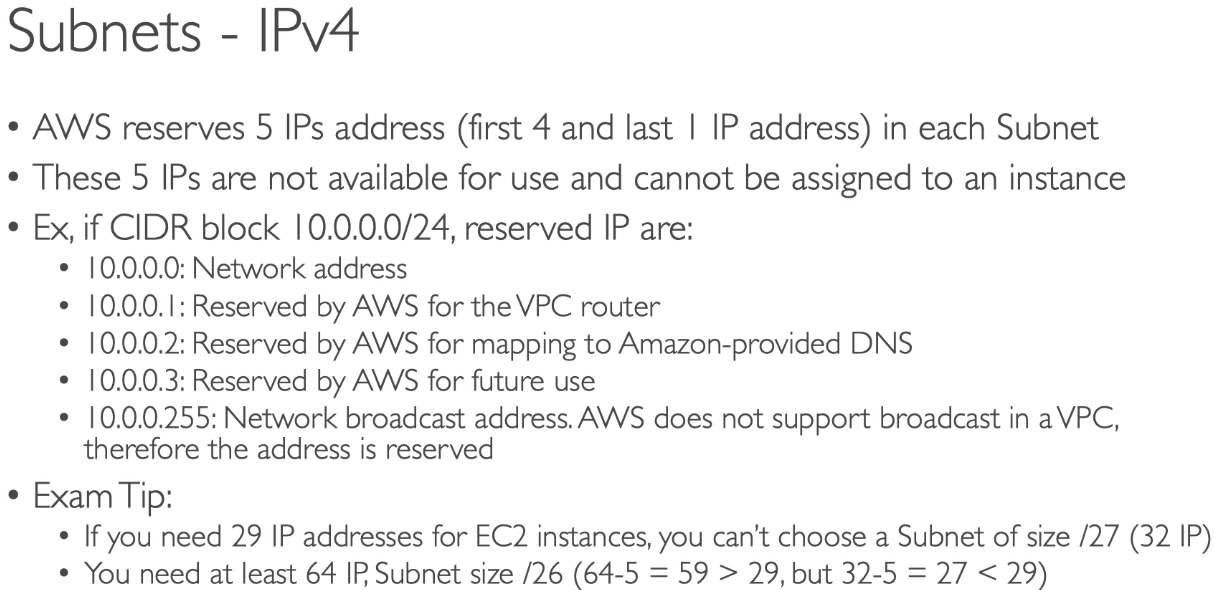 Subnets - IPv4
• AWS reserves 5 IPs address (first 4 and last 1 IP address) in each Subnet
• These 5 IPs are not available for use and cannot be assigned to an instance
• Ex, if CIDR block 10.0.0.0/24, reserved IP are:
• 10.0.0.0: Network address
• 10.0.0.1: Reserved by AWS for the VPC router
• 10.0.0.2: Reserved by AWS for mapping to Amazon-provided DNS
• 10.0.0.3: Reserved by AWS for future use
• 10.0.0.255: Network broadcast address. AWS does not support broadcast in a VPC,
therefore the address is reserved
• Exam Tip:
• If you need 29 IP addresses for EC2 instances, you can't choose a Subnet of size /27 (32 IP)
• You need at least 64 IP, Subnet size /26 (64-5 = 59 > 29, but 32-5 = 27 < 29)